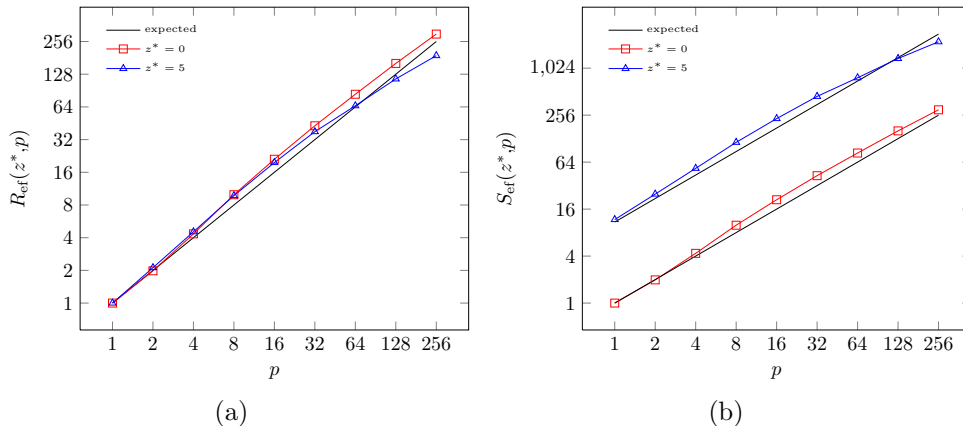 expected
z* = 0
z* = 5
256
128
64
32
16
8
4
2
1
R_ef(z*,p)
1 2 4 8 16 32 64 128 256
p
(a)
expected
z* = 0
z* = 5
1,024
256
64
16
4
1
S_ef(z*,p)
1 2 4 8 16 32 64 128 256
p
(b)